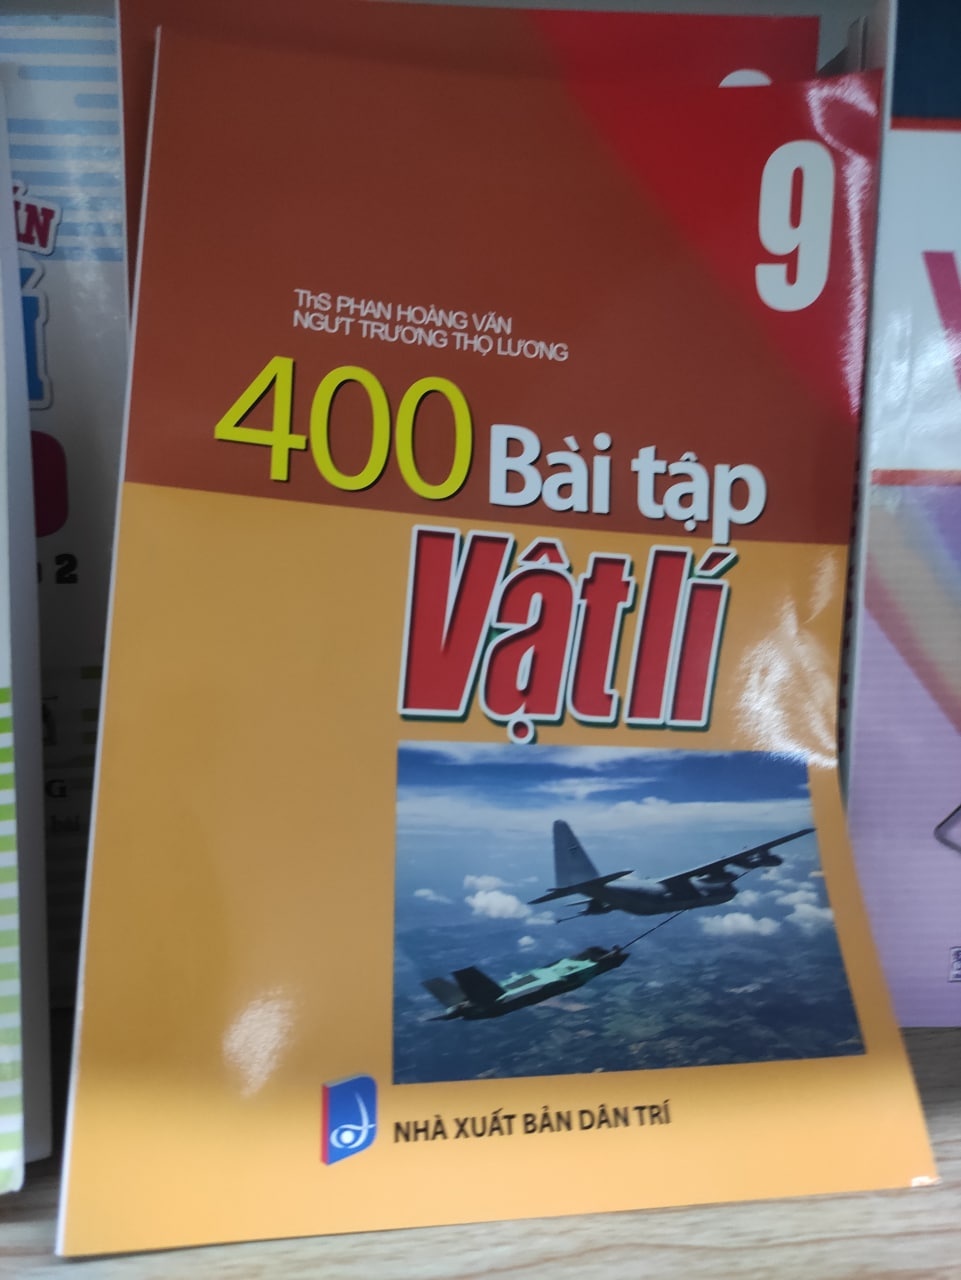 9
ThS PHAN HOÀNG VĂN
NGƯT TRƯƠNG THỌ LƯƠNG
400 Bài tập
Vật lí
NHÀ XUẤT BẢN DÂN TRÍ
2